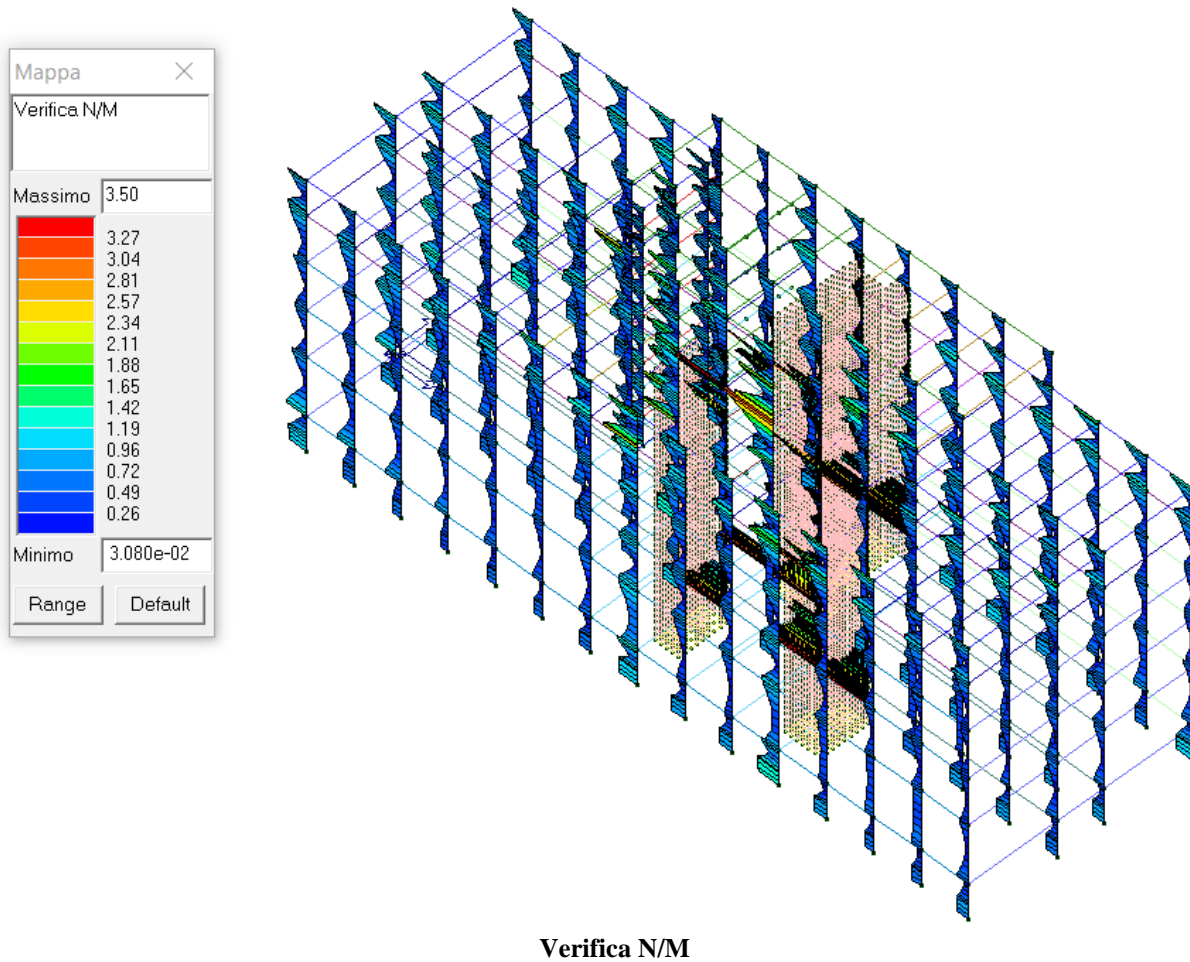 Mappa
Verifica N/M
Massimo 3.50
3.27
3.04
2.81
2.57
2.34
2.11
1.88
1.65
1.42
1.19
0.96
0.72
0.49
0.26
Minimo 3.080e-02
Range Default
Verifica N/M